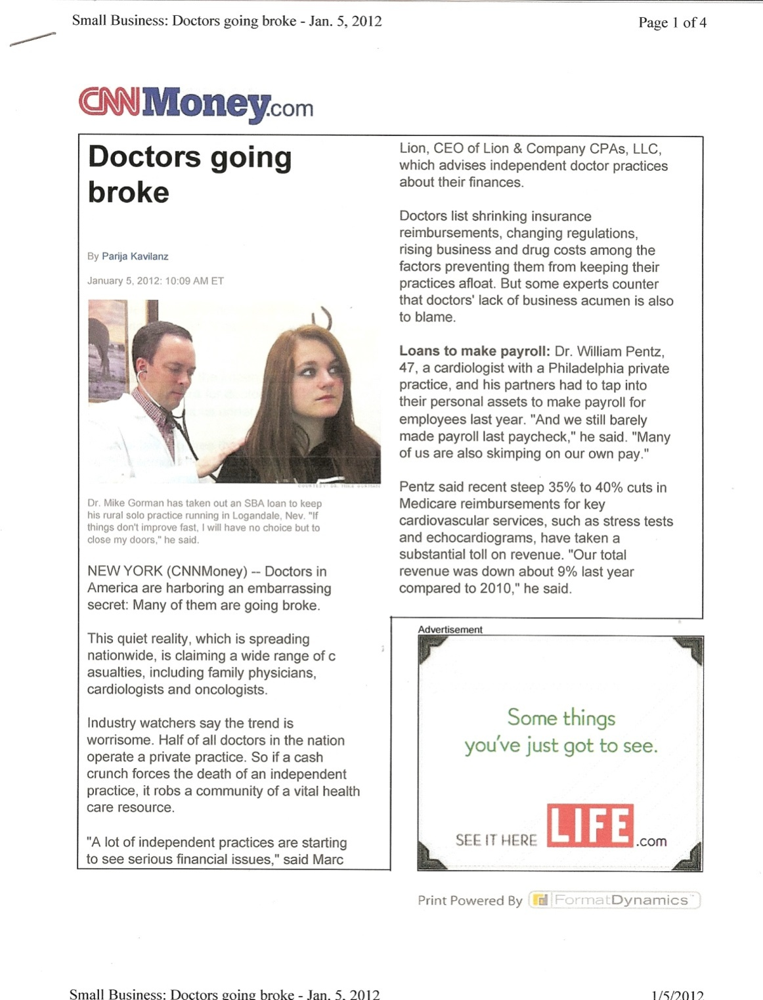 Small Business: Doctors going broke - Jan. 5, 2012
Page 1 of 4
CNNMoney.com
Doctors going
broke
By Parija Kavilanz
January 5, 2012: 10:09 AM ET
COURTESY: DR. MIKE GORMAN
Dr. Mike Gorman has taken out an SBA loan to keep
his rural solo practice running in Logandale, Nev. "If
things don't improve fast, I will have no choice but to
close my doors," he said.
NEW YORK (CNNMoney) -- Doctors in
America are harboring an embarrassing
secret: Many of them are going broke.
This quiet reality, which is spreading
nationwide, is claiming a wide range of c
asualties, including family physicians,
cardiologists and oncologists.
Industry watchers say the trend is
worrisome. Half of all doctors in the nation
operate a private practice. So if a cash
crunch forces the death of an independent
practice, it robs a community of a vital health
care resource.
"A lot of independent practices are starting
to see serious financial issues," said Marc
Lion, CEO of Lion & Company CPAs, LLC,
which advises independent doctor practices
about their finances.
Doctors list shrinking insurance
reimbursements, changing regulations,
rising business and drug costs among the
factors preventing them from keeping their
practices afloat. But some experts counter
that doctors' lack of business acumen is also
to blame.
Loans to make payroll: Dr. William Pentz,
47, a cardiologist with a Philadelphia private
practice, and his partners had to tap into
their personal assets to make payroll for
employees last year. "And we still barely
made payroll last paycheck," he said. "Many
of us are also skimping on our own pay."
Pentz said recent steep 35% to 40% cuts in
Medicare reimbursements for key
cardiovascular services, such as stress tests
and echocardiograms, have taken a
substantial toll on revenue. "Our total
revenue was down about 9% last year
compared to 2010," he said.
Advertisement
Some things
you've just got to see.
SEE IT HERE LIFE.com
Print Powered By FormatDynamics™
Small Business: Doctors going broke - Jan. 5, 2012
1/5/2012